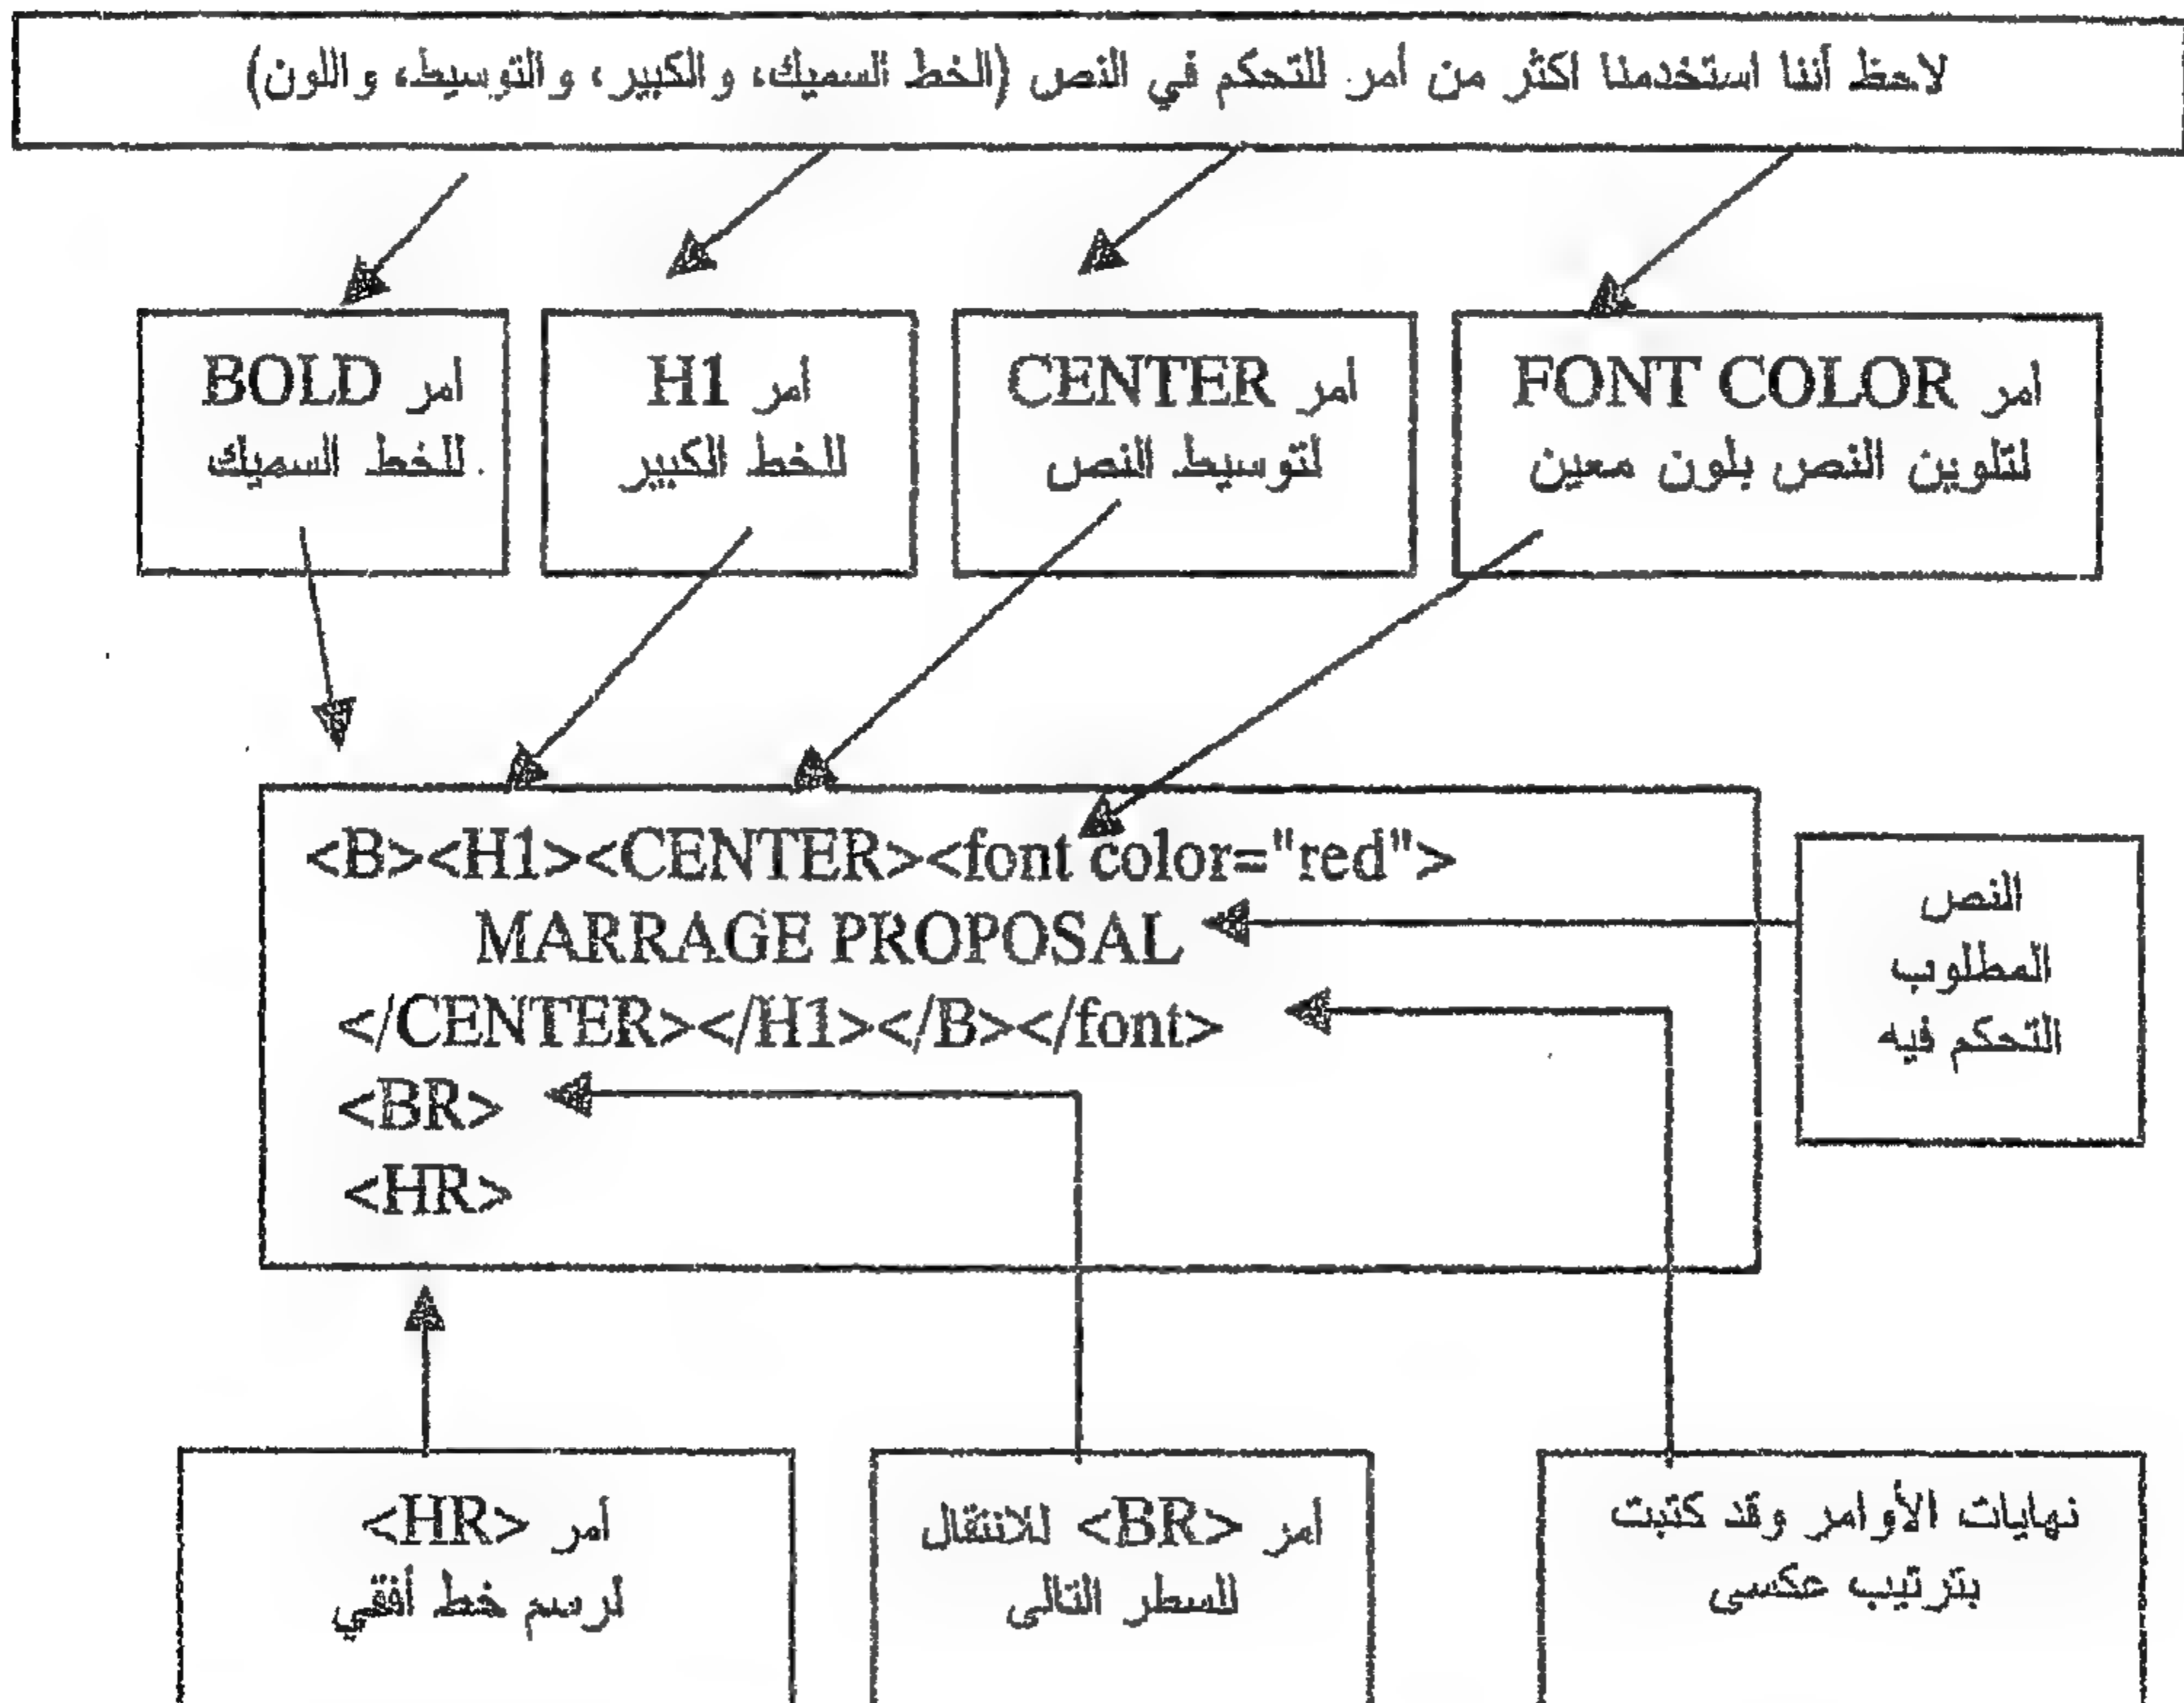 لاحظ أننا استخدمنا اكثر من أمر للتحكم في النص (الخط السميك، والكبير، والتوسيط، واللون)
امر BOLD
للخط السميك
امر H1
للخط الكبير
امر CENTER
لتوسيط النص
امر FONT COLOR
لتلوين النص بلون معين
<B><H1><CENTER><font color="red">
MARRAGE PROPOSAL
</CENTER></H1></B></font>
<BR>
<HR>
النص
المطلوب
التحكم فيه
أمر <HR>
لرسم خط أفقي
امر <BR> للانتقال
للسطر التالى
نهايات الأوامر وقد كتبت
بترتيب عكسى